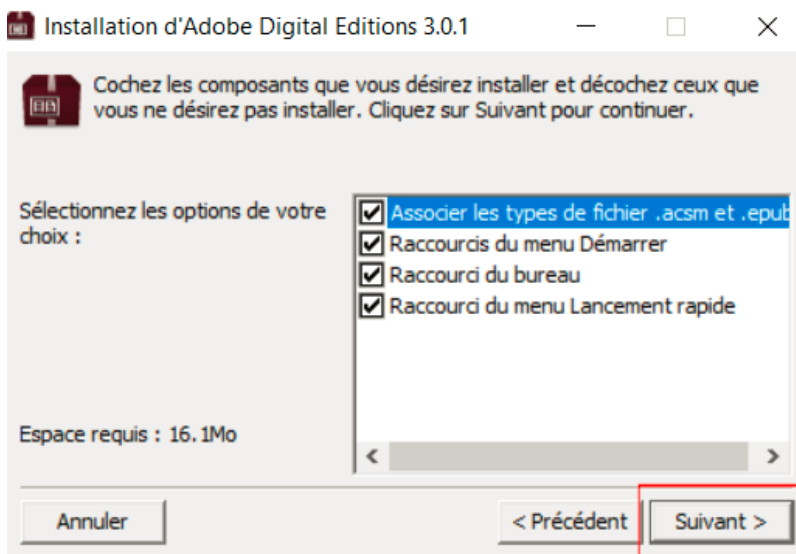 Installation d'Adobe Digital Editions 3.0.1
Cochez les composants que vous désirez installer et décochez ceux que
vous ne désirez pas installer. Cliquez sur Suivant pour continuer.
Sélectionnez les options de votre
choix :
Associer les types de fichier .acsm et .epub
Raccourcis du menu Démarrer
Raccourci du bureau
Raccourci du menu Lancement rapide
Espace requis : 16.1Mo
Annuler
< Précédent
Suivant >